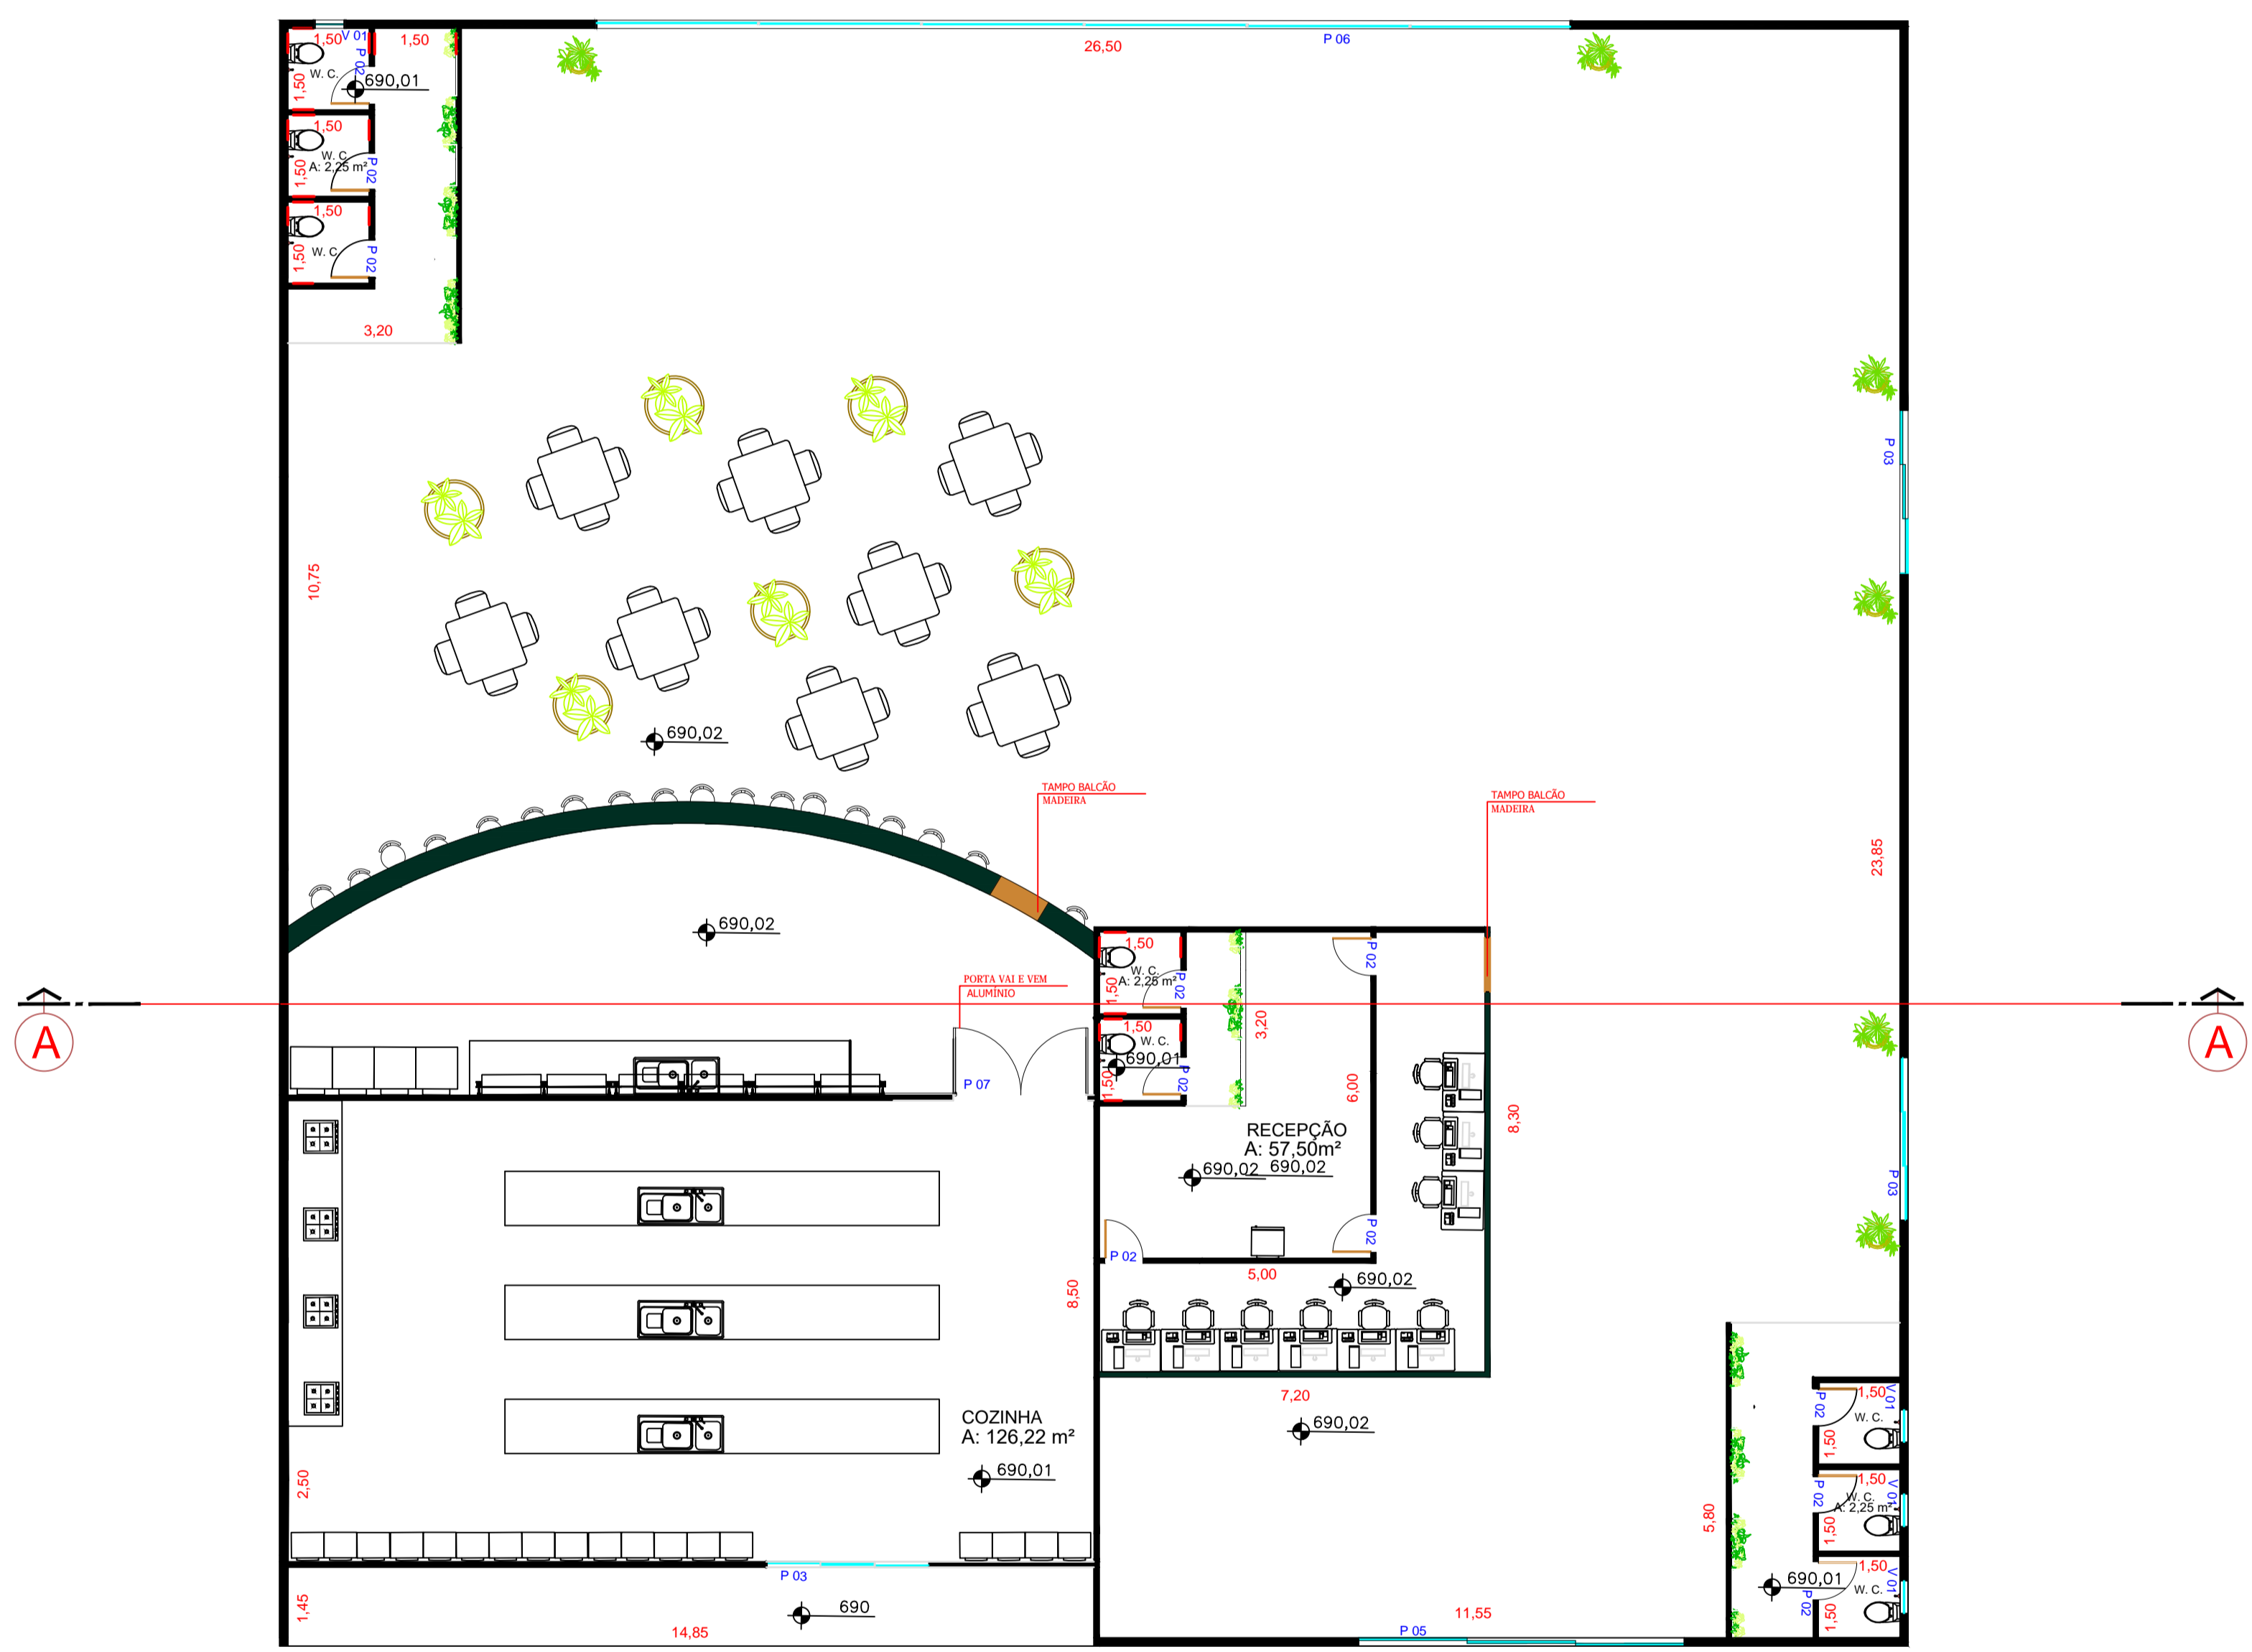 1,50
V 01
1,50
P 02
W. C.
1,50
690,01
26,50
P 06
1,50
W. C
A: 2,25 m²
1,50
P 02
1,50
W. C
1,50
P 02
3,20
P 03
10,75
690,02
TAMPO BALCÃO
MADEIRA
TAMPO BALCÃO
MADEIRA
23,85
690,02
PORTA VAI E VEM
ALUMÍNIO
P 07
A
A
1,50
W. C.
A: 2,25 m²
1,50
P 02
P 02
1,50
W. C.
690,01
1,50
P 02
3,20
6,00
8,30
RECEPÇÃO
A: 57,50m²
690,02
690,02
P 02
P 02
5,00
690,02
P 03
8,50
7,20
690,02
COZINHA
A: 126,22 m²
690,01
2,50
P 03
1,45
690
14,85
11,55
P 05
5,80
P 02
1,50
V 01
W. C.
1,50
P 02
1,50
V 01
W. C.
A: 2,25 m²
1,50
690,01
1,50
V 01
W. C.
P 02
1,50